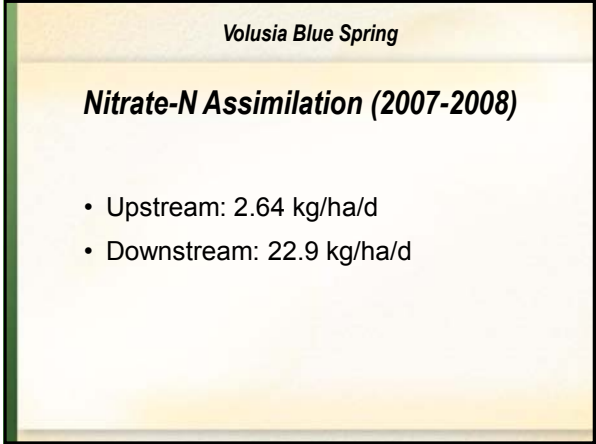 Volusia Blue Spring
Nitrate-N Assimilation (2007-2008)
• Upstream: 2.64 kg/ha/d
• Downstream: 22.9 kg/ha/d